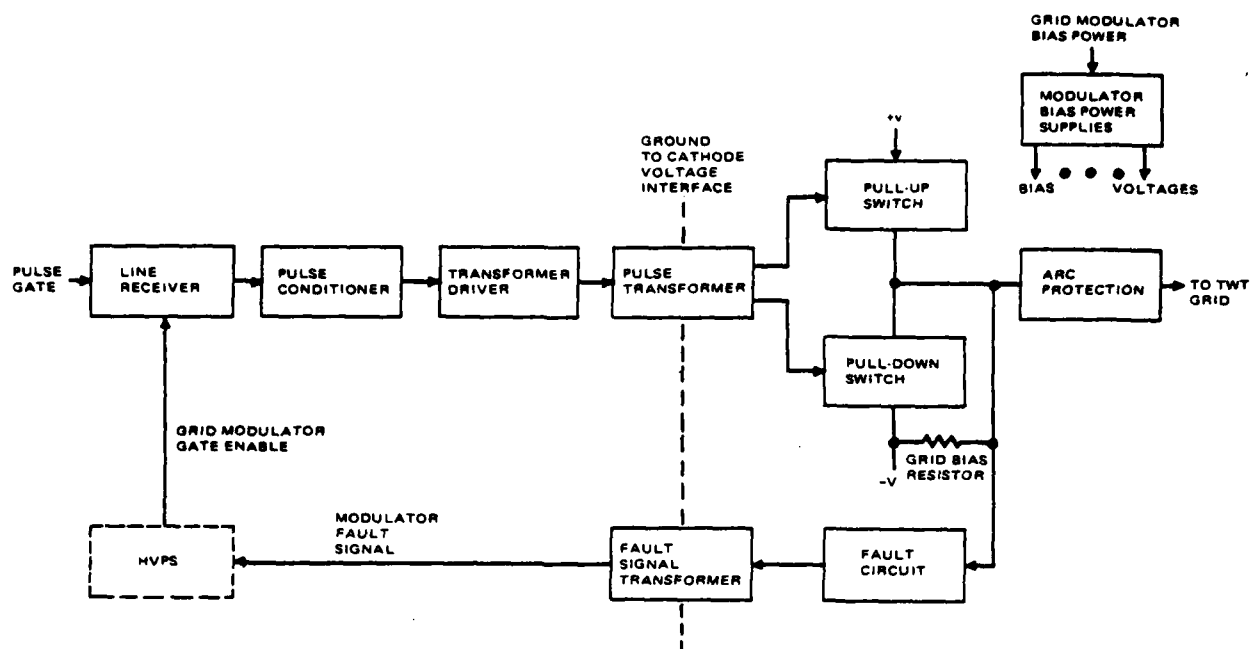 GRID MODULATOR
BIAS POWER
MODULATOR
BIAS POWER
SUPPLIES
BIAS
VOLTAGES
+V
GROUND
TO CATHODE
VOLTAGE
INTERFACE
PULL-UP
SWITCH
PULSE
GATE
LINE
RECEIVER
PULSE
CONDITIONER
TRANSFORMER
DRIVER
PULSE
TRANSFORMER
ARC
PROTECTION
TO TWT
GRID
PULL-DOWN
SWITCH
GRID MODULATOR
GATE ENABLE
GRID BIAS
RESISTOR
-V
MODULATOR
FAULT
SIGNAL
HVPS
FAULT
SIGNAL
TRANSFORMER
FAULT
CIRCUIT